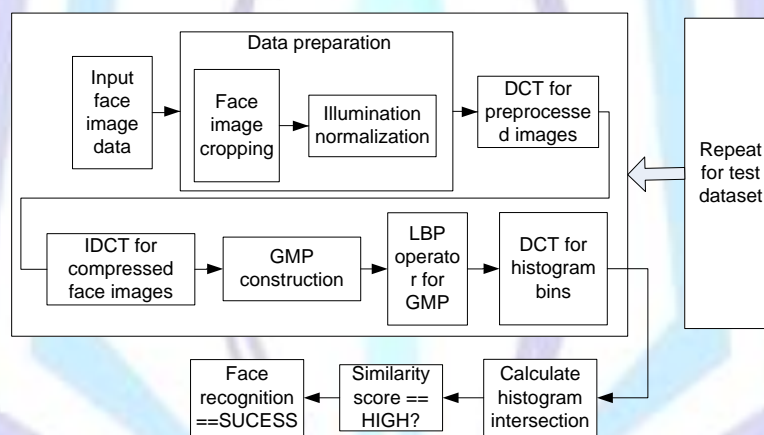 Data preparation
Input
face
image
data
Face
image
cropping
Illumination
normalization
DCT for
preprocesse
d images
Repeat
for test
dataset
IDCT for
compressed
face images
GMP
construction
LBP
operato
r for
GMP
DCT for
histogram
bins
Face
recognition
==SUCESS
Similarity
score ==
HIGH?
Calculate
histogram
intersection